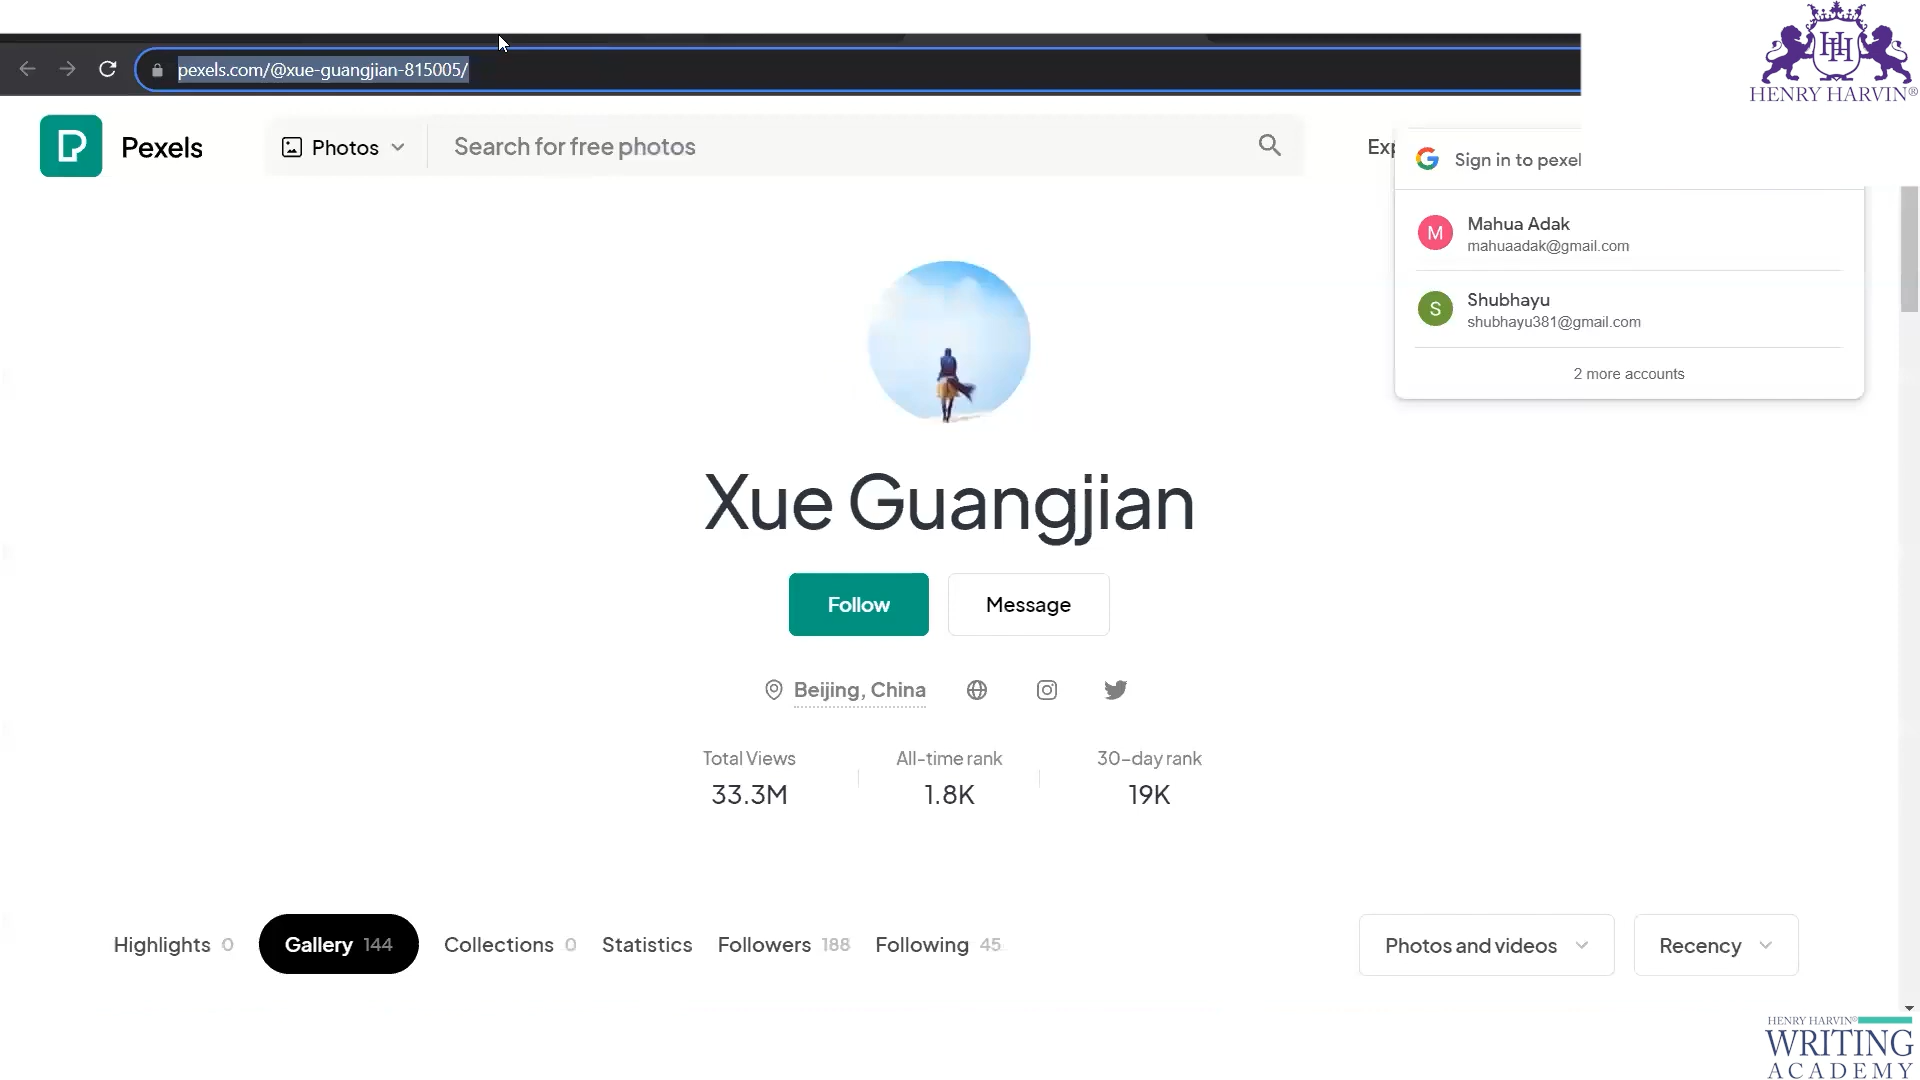 HENRY HARVIN®
pexels.com/@xue-guangjian-815005/
Pexels
Photos
Search for free photos
Exp
Sign in to pexel
Mahua Adak
mahuaadak@gmail.com
Shubhayu
shubhayu381@gmail.com
2 more accounts
Xue Guangjian
Follow
Message
Beijing, China
Total Views
All-time rank
30-day rank
33.3M
1.8K
19K
Highlights 0
Gallery 144
Collections 0
Statistics
Followers 188
Following 45
Photos and videos
Recency
HENRY HARVIN®
WRITING
ACADEMY